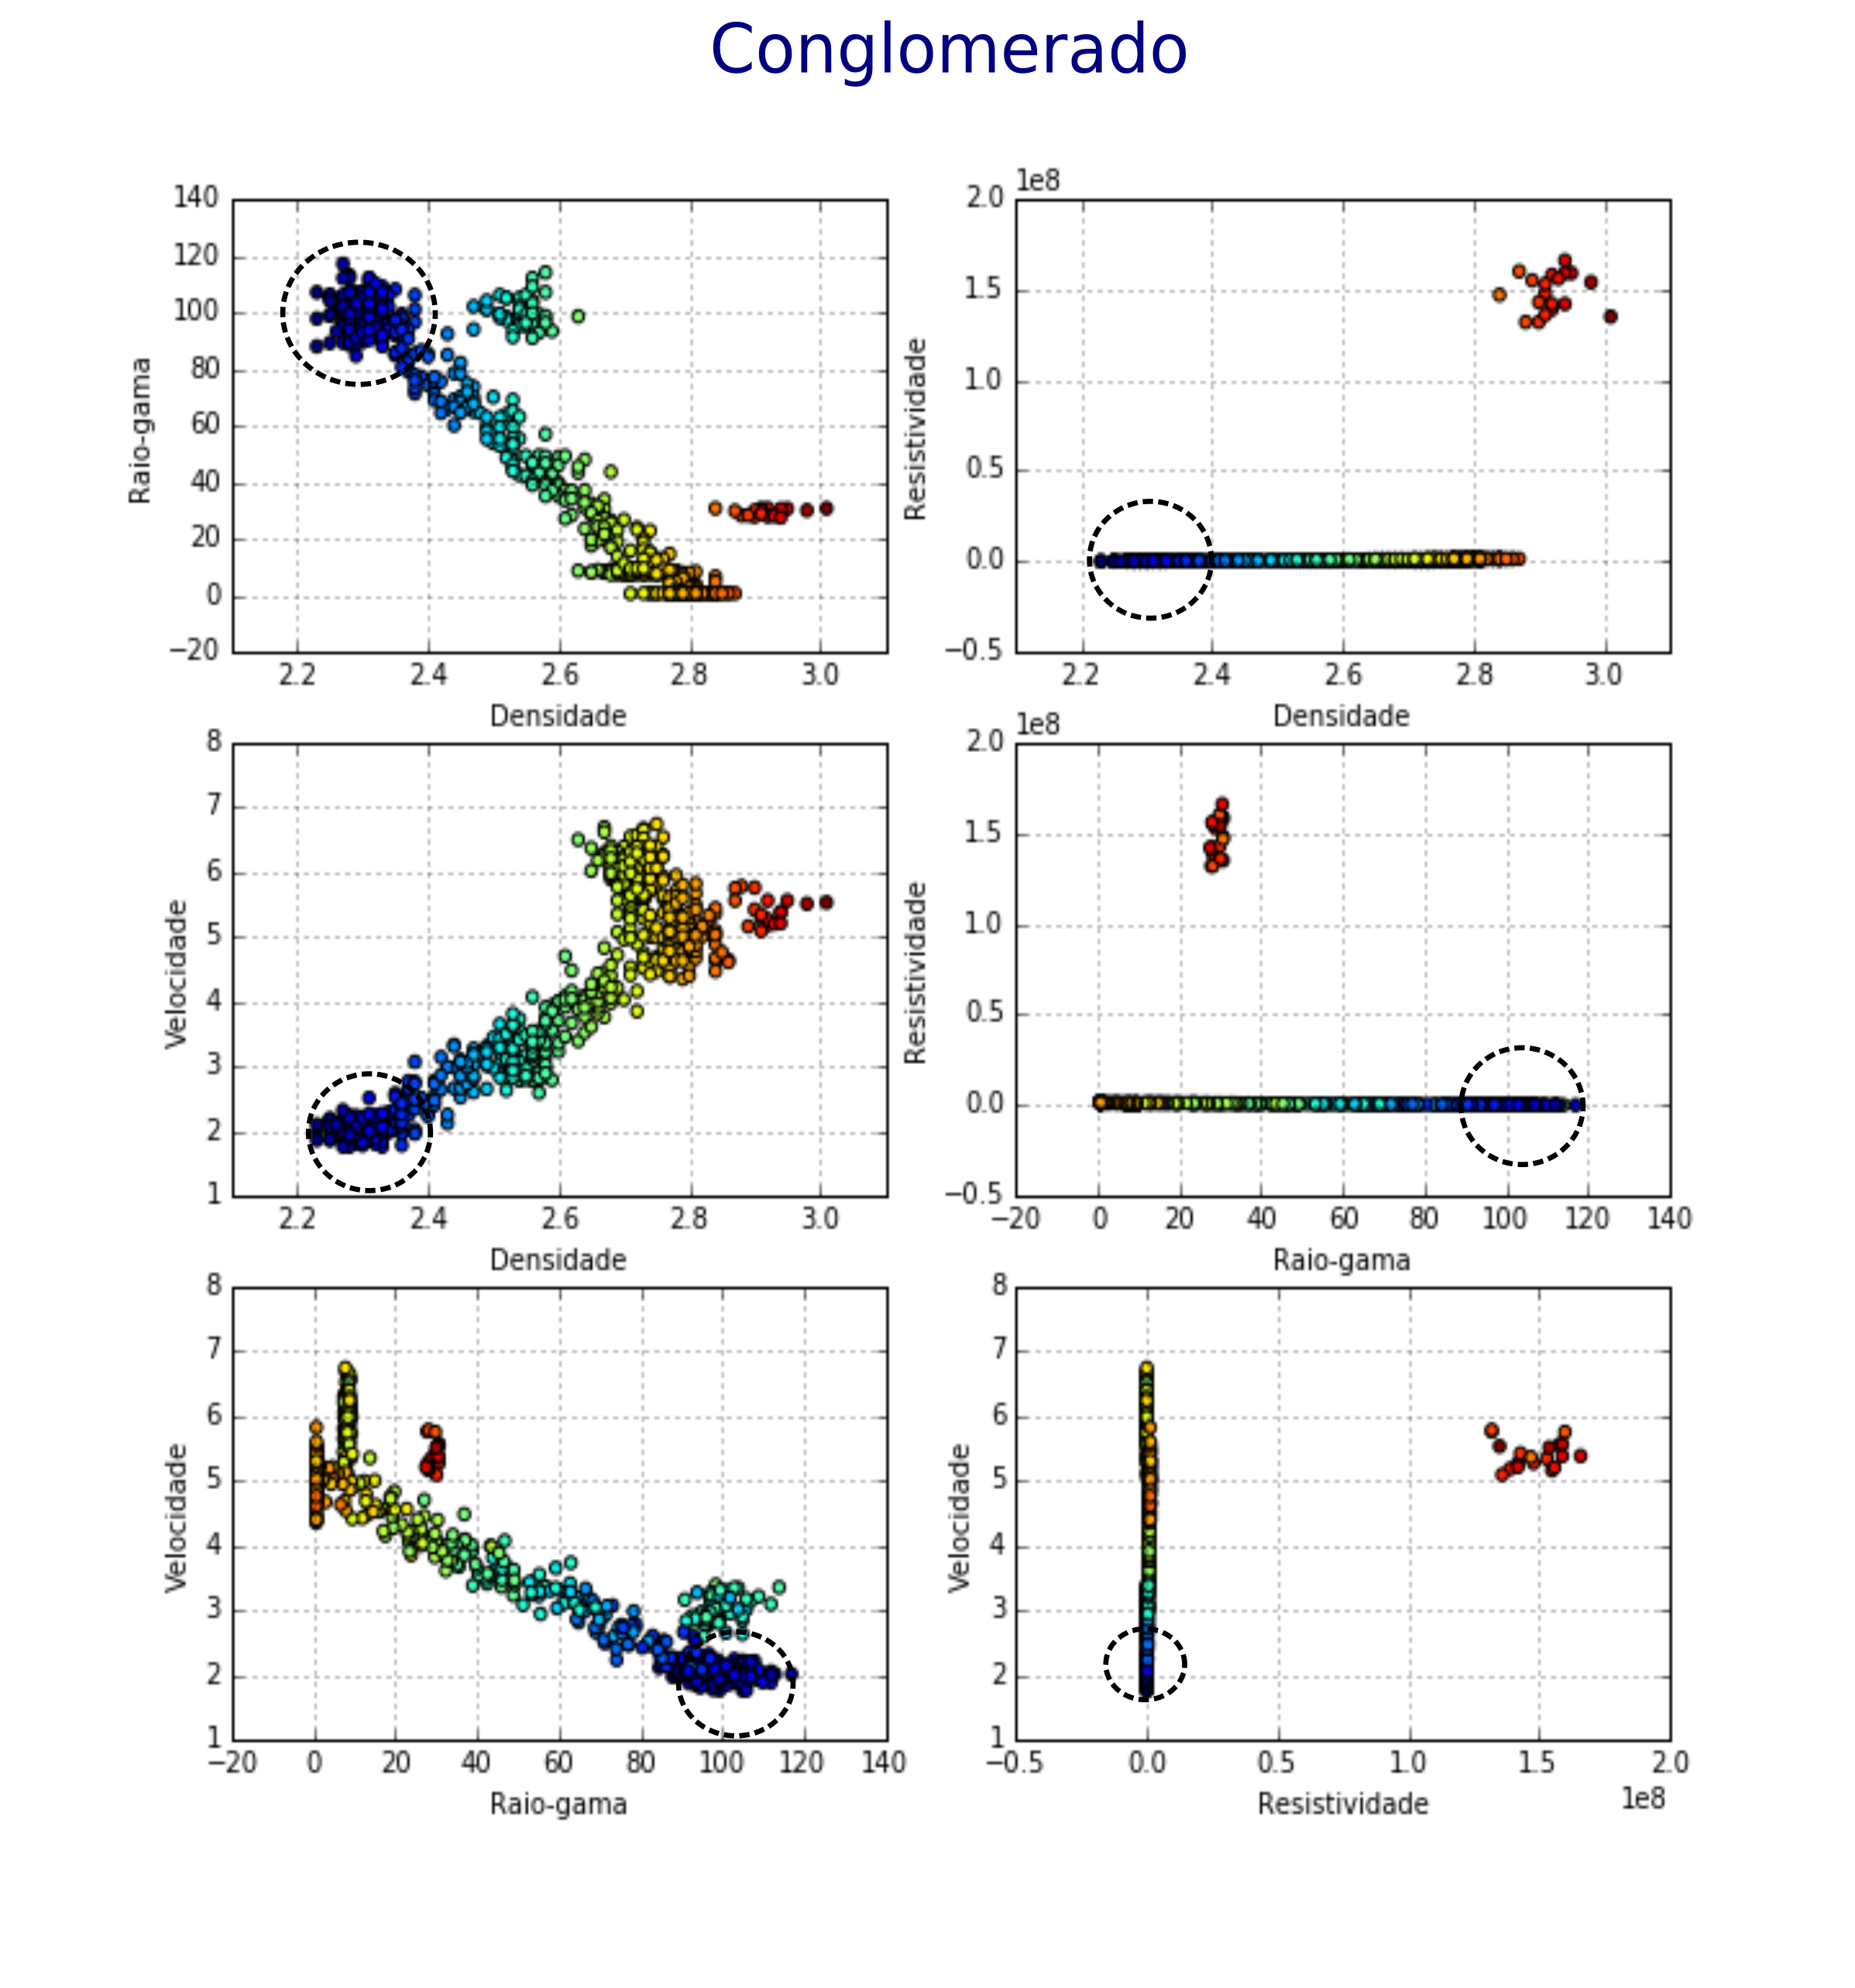 Conglomerado
140
120
100
80
60
40
20
0
−20
Raio-gama
2.2 2.4 2.6 2.8 3.0
Densidade
1e8
2.0
1.5
1.0
0.5
0.0
−0.5
Resistividade
2.2 2.4 2.6 2.8 3.0
Densidade
8
7
6
5
4
3
2
1
Velocidade
2.2 2.4 2.6 2.8 3.0
Densidade
1e8
2.0
1.5
1.0
0.5
0.0
−0.5
Resistividade
−20 0 20 40 60 80 100 120 140
Raio-gama
8
7
6
5
4
3
2
1
Velocidade
−20 0 20 40 60 80 100 120 140
Raio-gama
8
7
6
5
4
3
2
1
Velocidade
−0.5 0.0 0.5 1.0 1.5 2.0
Resistividade
1e8